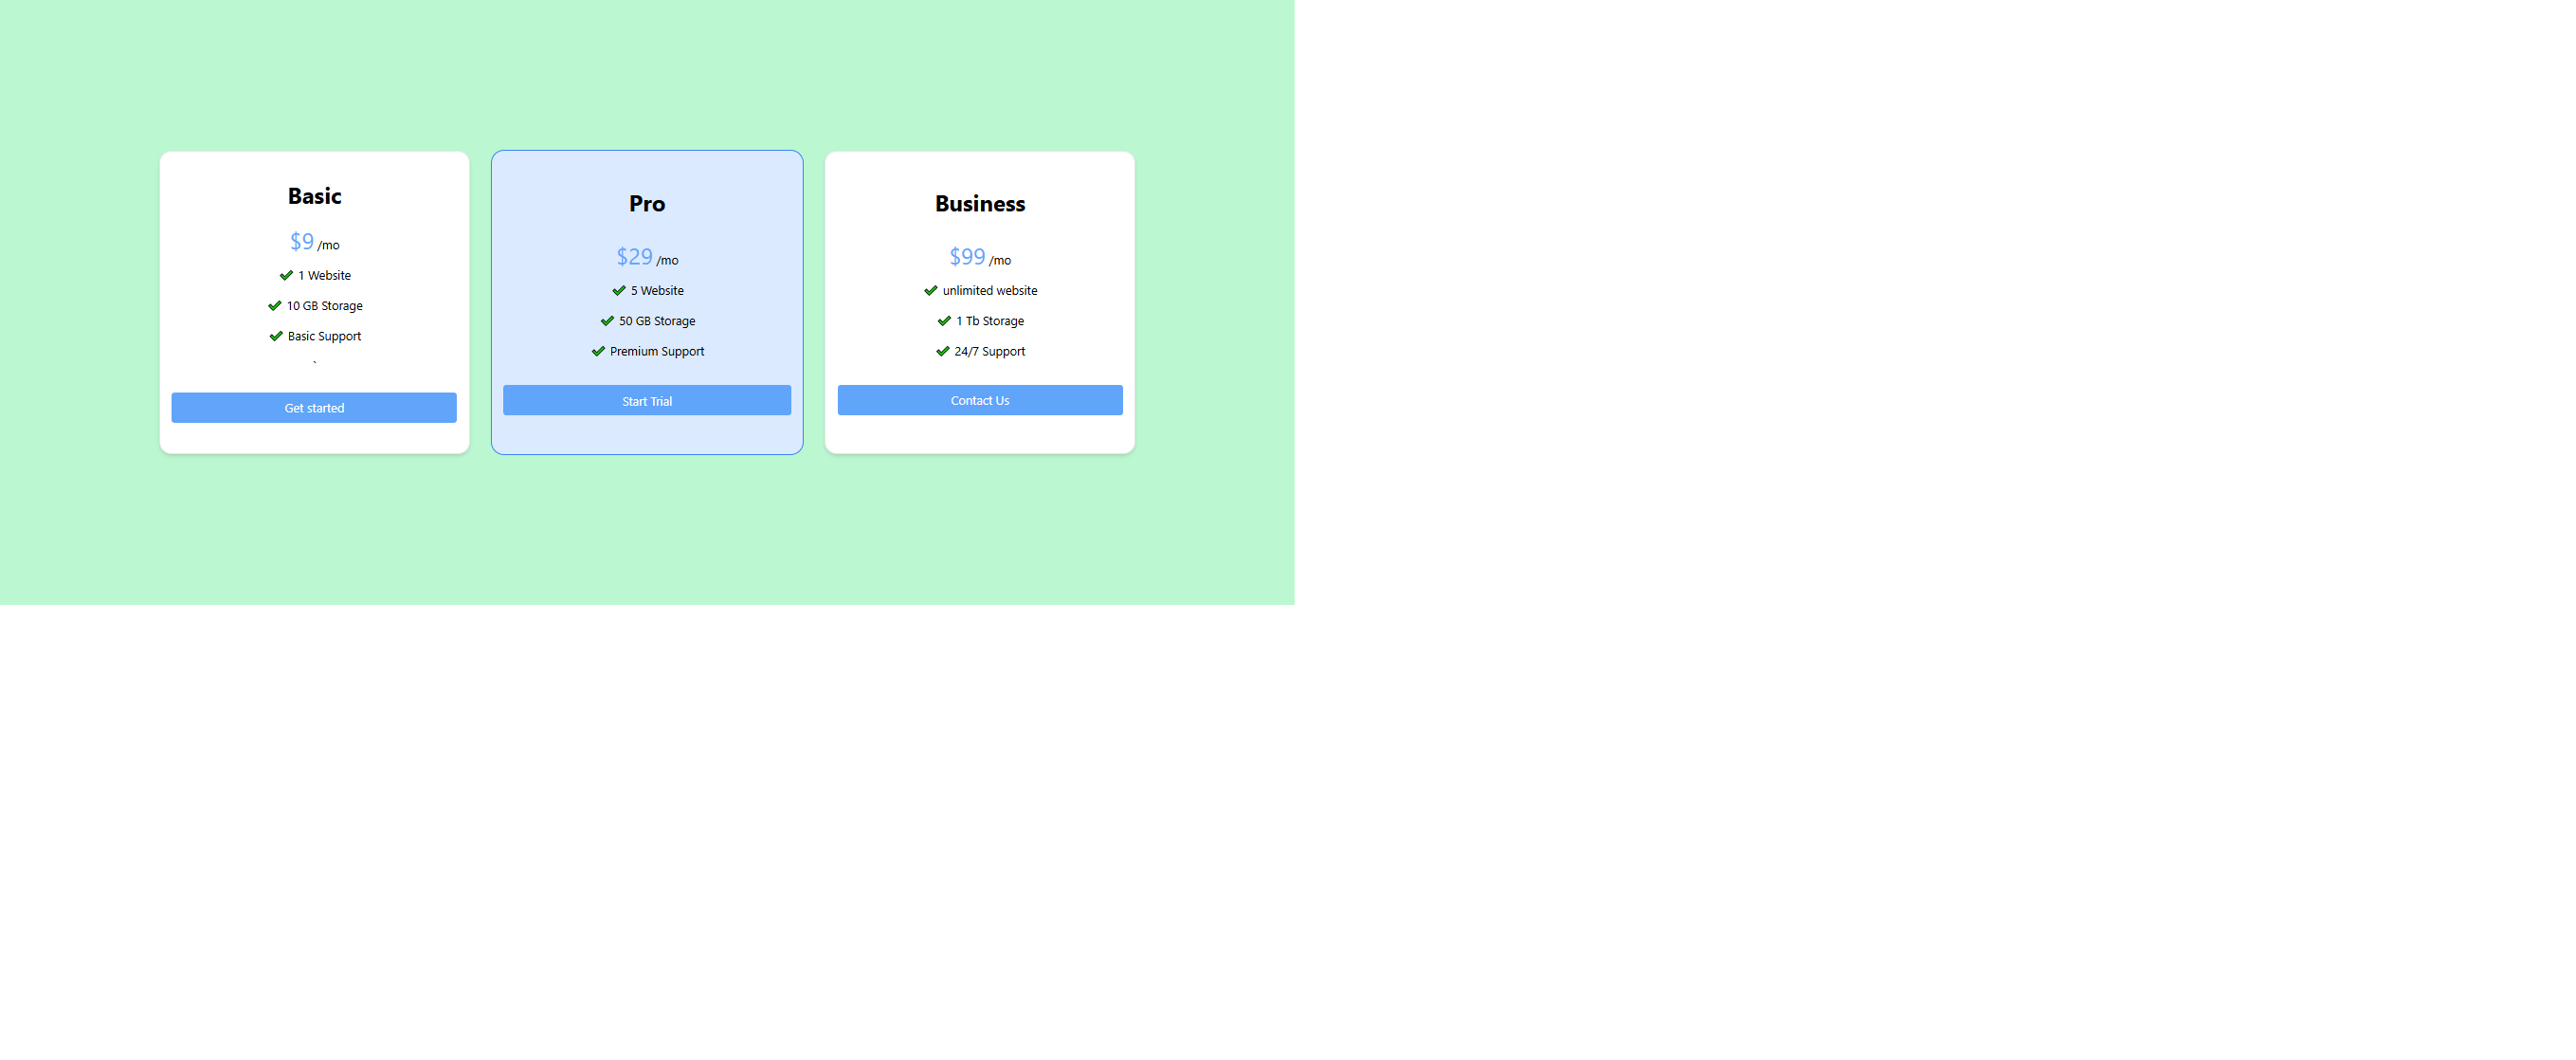 Basic
$9 /mo
✔ 1 Website
✔ 10 GB Storage
✔ Basic Support
`
Get started
Pro
$29 /mo
✔ 5 Website
✔ 50 GB Storage
✔ Premium Support
Start Trial
Business
$99 /mo
✔ unlimited website
✔ 1 Tb Storage
✔ 24/7 Support
Contact Us